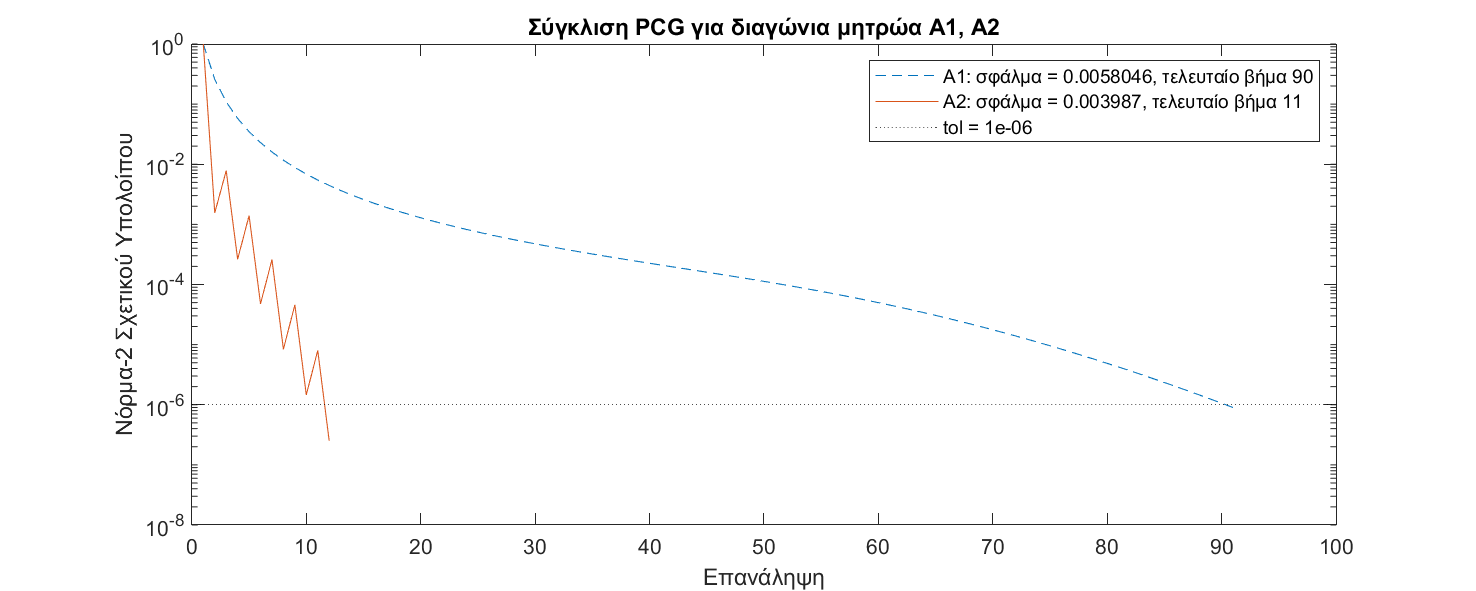 Σύγκλιση PCG για διαγώνια μητρώα A1, A2
A1: σφάλμα = 0.0058046, τελευταίο βήμα 90
A2: σφάλμα = 0.003987, τελευταίο βήμα 11
tol = 1e-06
Νόρμα-2 Σχετικού Υπολοίπου
10^0
10^-2
10^-4
10^-6
10^-8
0 10 20 30 40 50 60 70 80 90 100
Επανάληψη